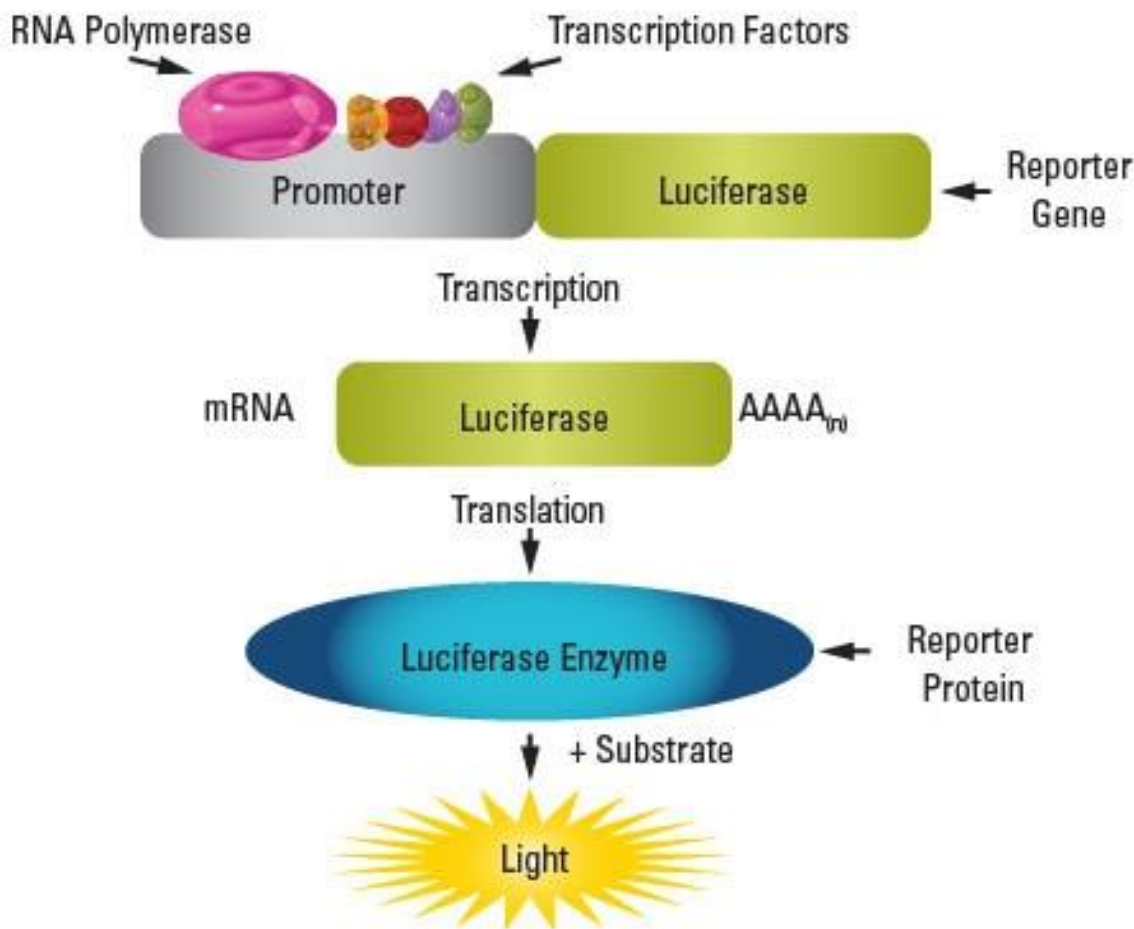 RNA Polymerase
Transcription Factors
Promoter
Luciferase
Reporter
Gene
Transcription
mRNA
Luciferase
AAAA(n)
Translation
Luciferase Enzyme
Reporter
Protein
+ Substrate
Light